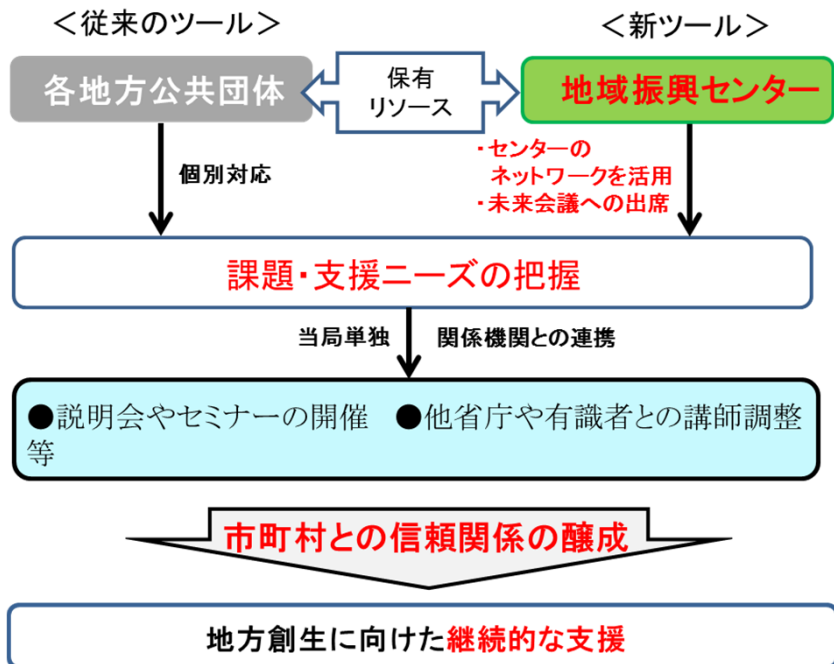 ＜従来のツール＞
＜新ツール＞
各地方公共団体
保有
リソース
地域振興センター
個別対応
・センターの
ネットワークを活用
・未来会議への出席
課題・支援ニーズの把握
当局単独
関係機関との連携
●説明会やセミナーの開催　●他省庁や有識者との講師調整
等
市町村との信頼関係の醸成
地方創生に向けた継続的な支援